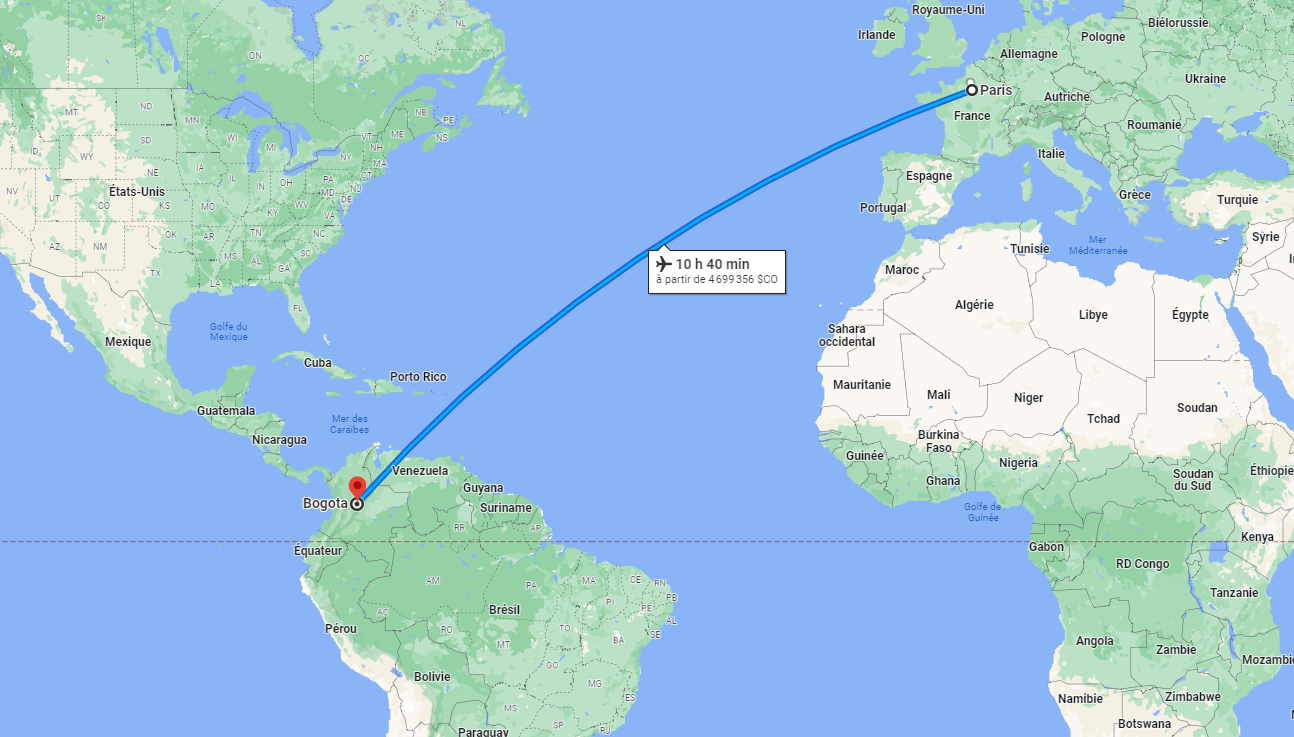 Royaume-Uni
Irlande
Biélorussie
Pologne
Allemagne
Ukraine
Paris
Autriche
France
Roumanie
Italie
Espagne
Portugal
Grèce
Turquie
Mer
Méditerranée
Syrie
Tunisie
Maroc
Algérie
Libye
Égypte
Sahara
occidental
Mauritanie
Mali
Niger
Tchad
Soudan
Burkina
Faso
Guinée
Nigeria
Ghana
Soudan
du Sud
Éthiopie
Golfe de
Guinée
Gabon
Kenya
RD Congo
Tanzanie
Angola
Zambie
Mozambi
Namibie
Zimbabwe
Botswana
10 h 40 min
à partir de 4 699 356 $CO
SK
ON
QC
NL
NB
PE
NS
MT
ND
MN
SD
WI
MI
VT
ME
NH
NY
MA
CT
ID
WY
NE
IA
IL
IN
OH
PA
NJ
MD
DE
NV
UT
CO
KS
MO
KY
WV
VA
États-Unis
AZ
NM
OK
AR
TN
NC
MS
AL
SC
GA
TX
LA
FL
Golfe du
Mexique
Mexique
Cuba
Porto Rico
Guatemala
Mer des
Caraïbes
Nicaragua
Venezuela
Guyana
Suriname
Bogota
RR
AP
Équateur
AM
PA
MA
CE
RN
PB
PI
PE
AL
SE
AC
Brésil
TO
RO
BA
MT
Pérou
GO
Bolivie
MG
ES
MS
SP
RJ
Paraguay